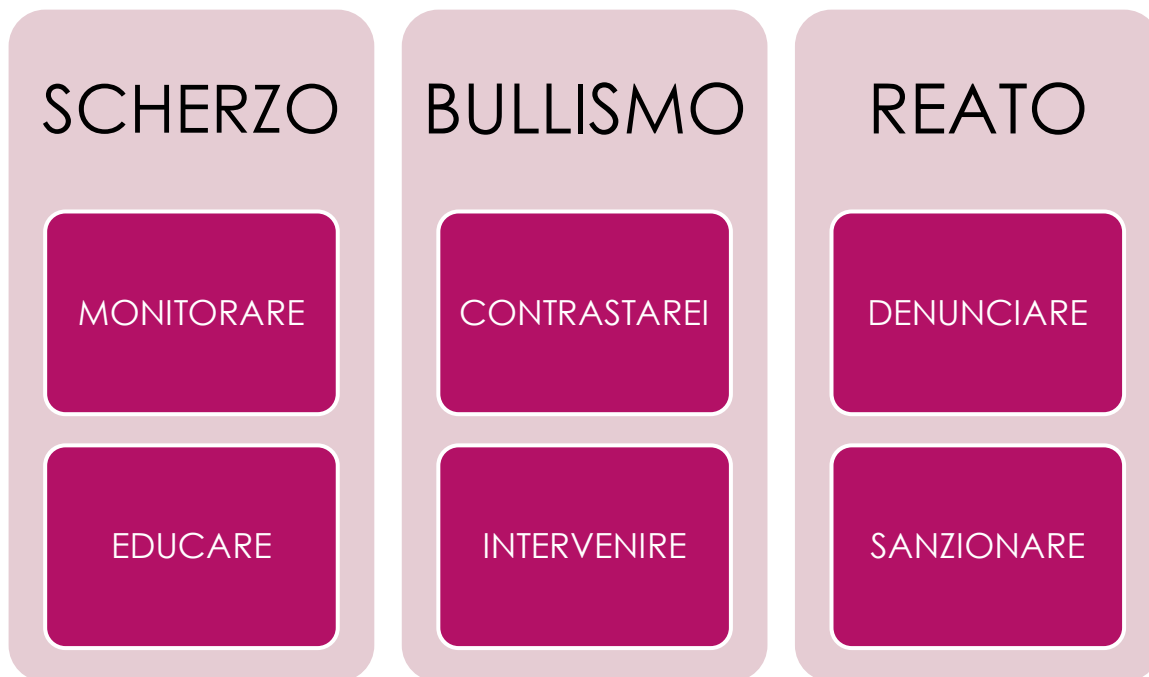 SCHERZO
MONITORARE
EDUCARE
BULLISMO
CONTRASTAREI
INTERVENIRE
REATO
DENUNCIARE
SANZIONARE